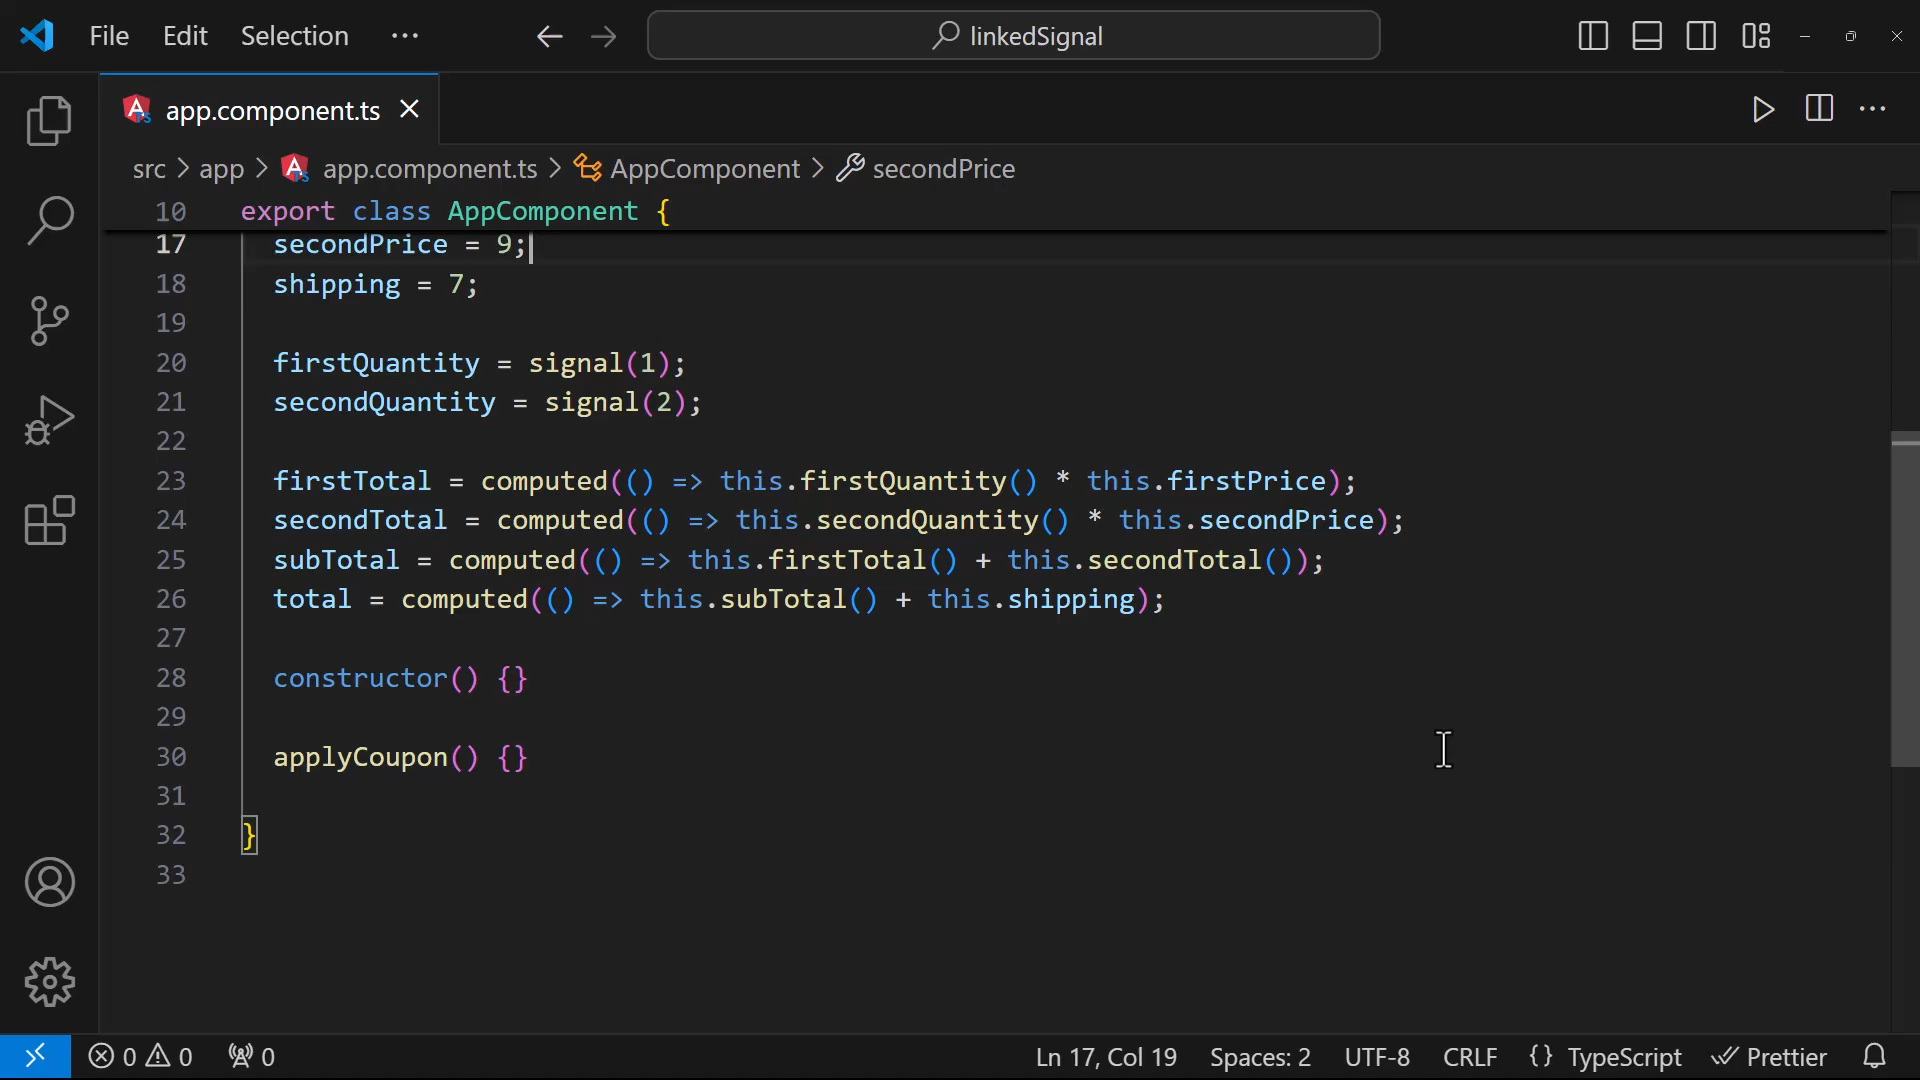 File Edit Selection ··· linkedSignal
app.component.ts
src > app > app.component.ts > AppComponent > secondPrice
10 export class AppComponent {
17 secondPrice = 9;
18 shipping = 7;
19
20 firstQuantity = signal(1);
21 secondQuantity = signal(2);
22
23 firstTotal = computed(() => this.firstQuantity() * this.firstPrice);
24 secondTotal = computed(() => this.secondQuantity() * this.secondPrice);
25 subTotal = computed(() => this.firstTotal() + this.secondTotal());
26 total = computed(() => this.subTotal() + this.shipping);
27
28 constructor() {}
29
30 applyCoupon() {}
31
32 }
33
0 0 0 Ln 17, Col 19 Spaces: 2 UTF-8 CRLF {} TypeScript Prettier